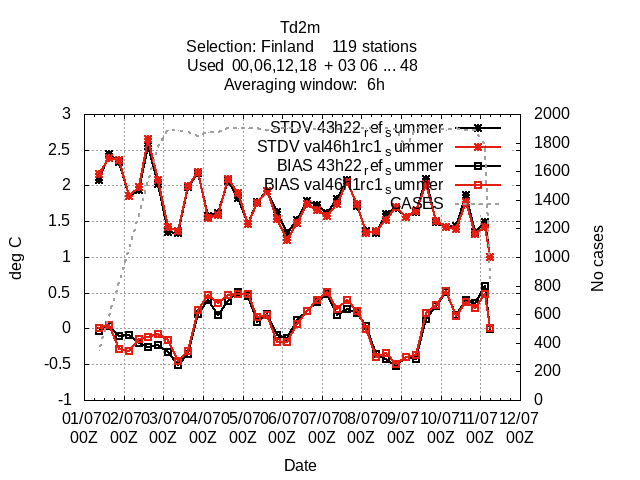 Td2m
Selection: Finland 119 stations
Used 00,06,12,18 + 03 06 ... 48
Averaging window: 6h
3 2000
STDV 43h22_ref_summer
1800
2.5 STDV val46h1rc1_summer
BIAS 43h22_ref_summer 1600
2 BIAS val46h1rc1_summer
CASES 1400
1.5 1200
1 1000
0.5 800
600
0 400
-0.5 200
-1 0
deg C
No cases
01/07 02/07 03/07 04/07 05/07 06/07 07/07 08/07 09/07 10/07 11/07 12/07
00Z 00Z 00Z 00Z 00Z 00Z 00Z 00Z 00Z 00Z 00Z 00Z
Date